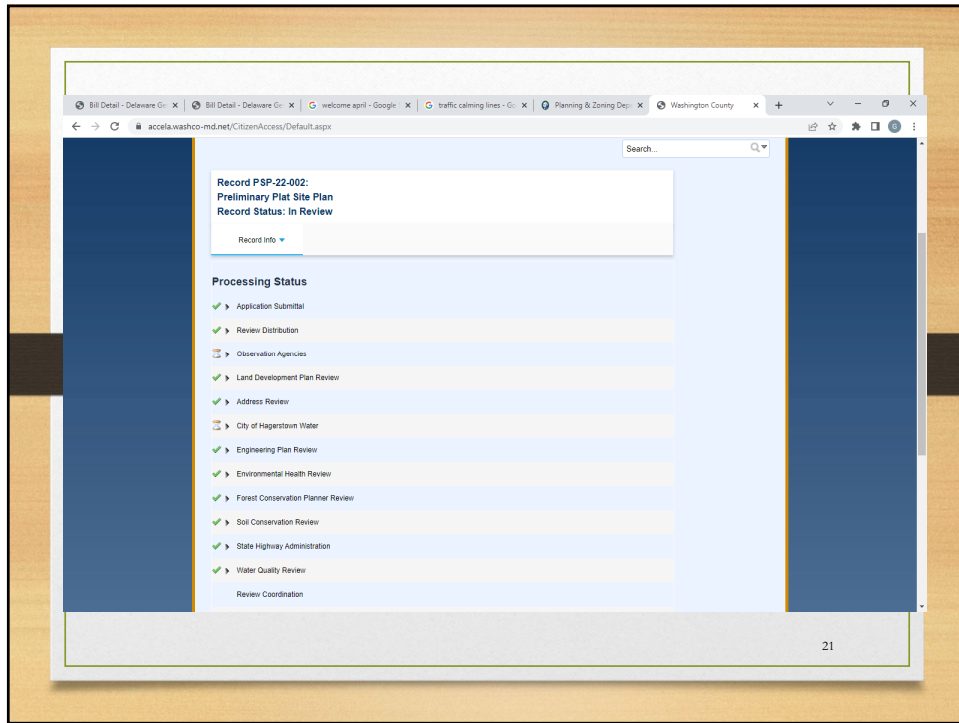 Bill Detail - Delaware Ge
Bill Detail - Delaware Ge
welcome april - Google
traffic calming lines - Go
Planning & Zoning Dep
Washington County
accela.washco-md.net/CitizenAccess/Default.aspx
G
Search...
Record PSP-22-002:
Preliminary Plat Site Plan
Record Status: In Review
Record Info
Processing Status
Application Submittal
Review Distribution
Observation Agencies
Land Development Plan Review
Address Review
City of Hagerstown Water
Engineering Plan Review
Environmental Health Review
Forest Conservation Planner Review
Soil Conservation Review
State Highway Administration
Water Quality Review
Review Coordination
21